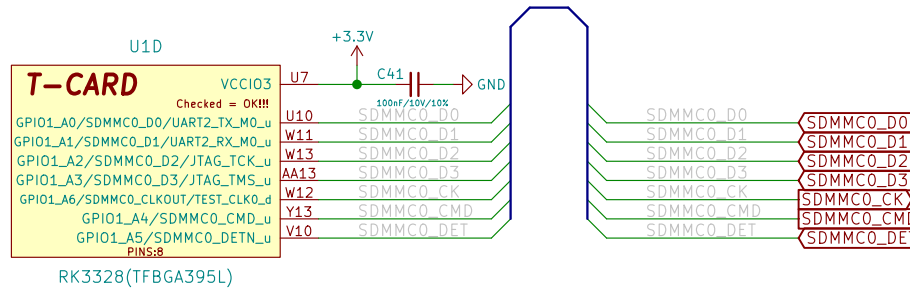 U1D
+3.3V
T-CARD
VCCIO3
U7
C41
100nF/10V/10%
GND
Checked = OK!!!
GPIO1_A0/SDMMC0_D0/UART2_TX_M0_u U10 SDMMC0_D0 SDMMC0_D0 SDMMC0_D0
GPIO1_A1/SDMMC0_D1/UART2_RX_M0_u W11 SDMMC0_D1 SDMMC0_D1 SDMMC0_D1
GPIO1_A2/SDMMC0_D2/JTAG_TCK_u W13 SDMMC0_D2 SDMMC0_D2 SDMMC0_D2
GPIO1_A3/SDMMC0_D3/JTAG_TMS_u AA13 SDMMC0_D3 SDMMC0_D3 SDMMC0_D3
GPIO1_A6/SDMMC0_CLKOUT/TEST_CLK0_d W12 SDMMC0_CK SDMMC0_CK SDMMC0_CK
GPIO1_A4/SDMMC0_CMD_u Y13 SDMMC0_CMD SDMMC0_CMD SDMMC0_CMD
GPIO1_A5/SDMMC0_DETN_u V10 SDMMC0_DET SDMMC0_DET SDMMC0_DE
PINS:8
RK3328(TFBGA395L)